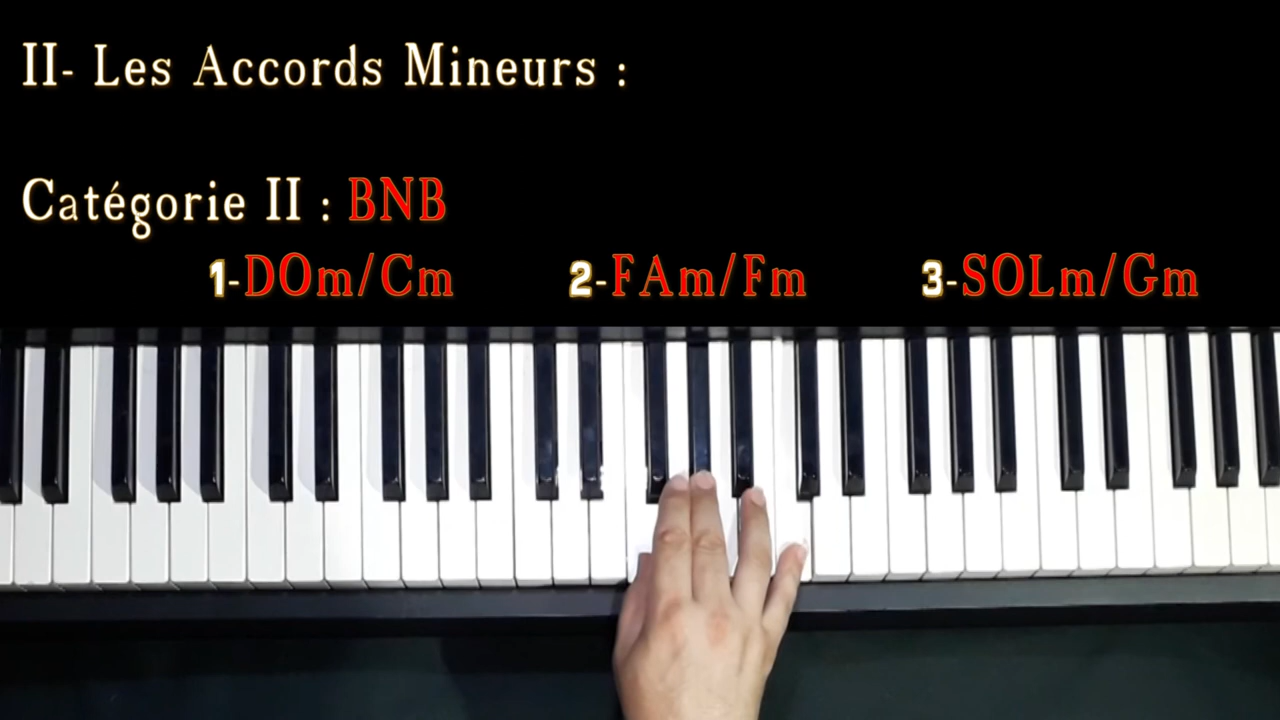 II- Les Accords Mineurs :
Catégorie II : BNB
1-DOm/Cm 2-FAm/Fm 3-SOLm/Gm